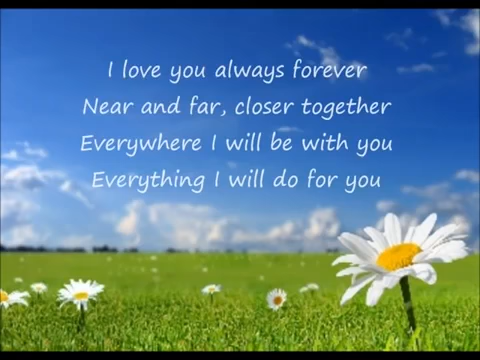 I love you always forever
Near and far, closer together
Everywhere I will be with you
Everything I will do for you